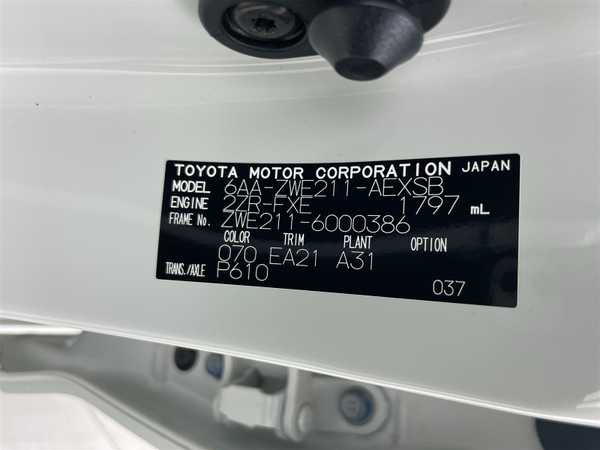 TOYOTA MOTOR CORPORATION JAPAN
MODEL 6AA-ZWE211-AEXSB
ENGINE 2ZR-FXE 1797 mL
FRAME No. ZWE211-6000386
COLOR TRIM PLANT OPTION
070 EA21 A31
TRANS./AXLE P610
037